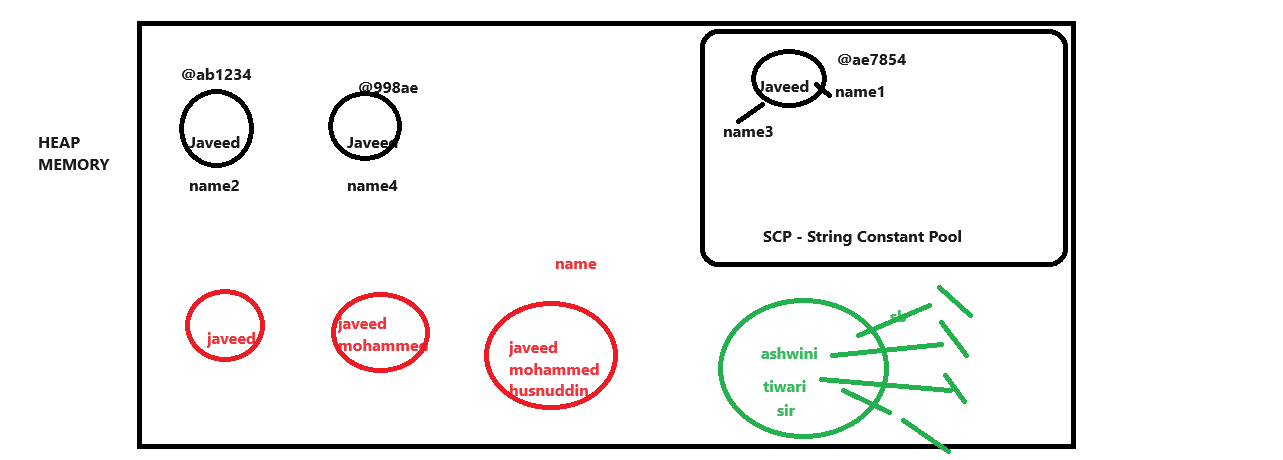 @ab1234
@998ae
Javeed
Javeed
name2
name4
HEAP
MEMORY
@ae7854
Javeed
name1
name3
SCP - String Constant Pool
name
javeed
javeed
mohammed
javeed
mohammed
husnuddin
sb
ashwini
tiwari
sir